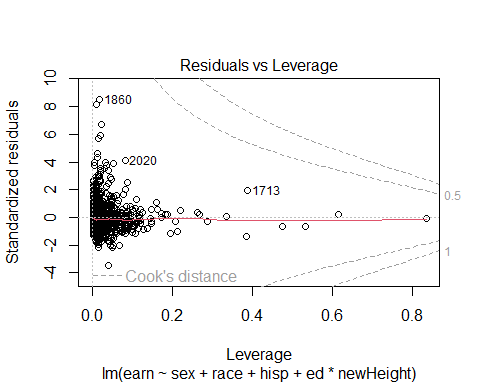 Residuals vs Leverage
Standardized residuals
10
8
6
4
2
0
-2
-4
1860
2020
1713
0.5
1
Cook's distance
0.0 0.2 0.4 0.6 0.8
Leverage
lm(earn ~ sex + race + hisp + ed * newHeight)